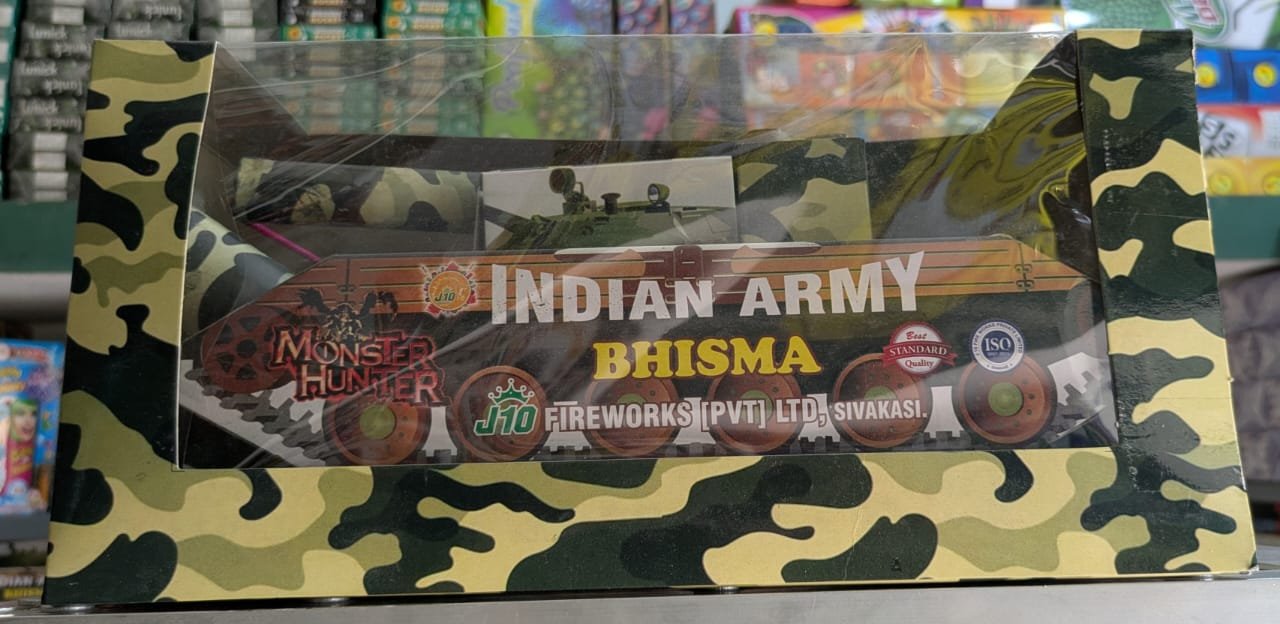 INDIAN ARMY
J10
MONSTER
HUNTER
BHISMA
Best
STANDARD
Quality
ISO
J10 FIREWORKS [PVT] LTD, SIVAKASI.